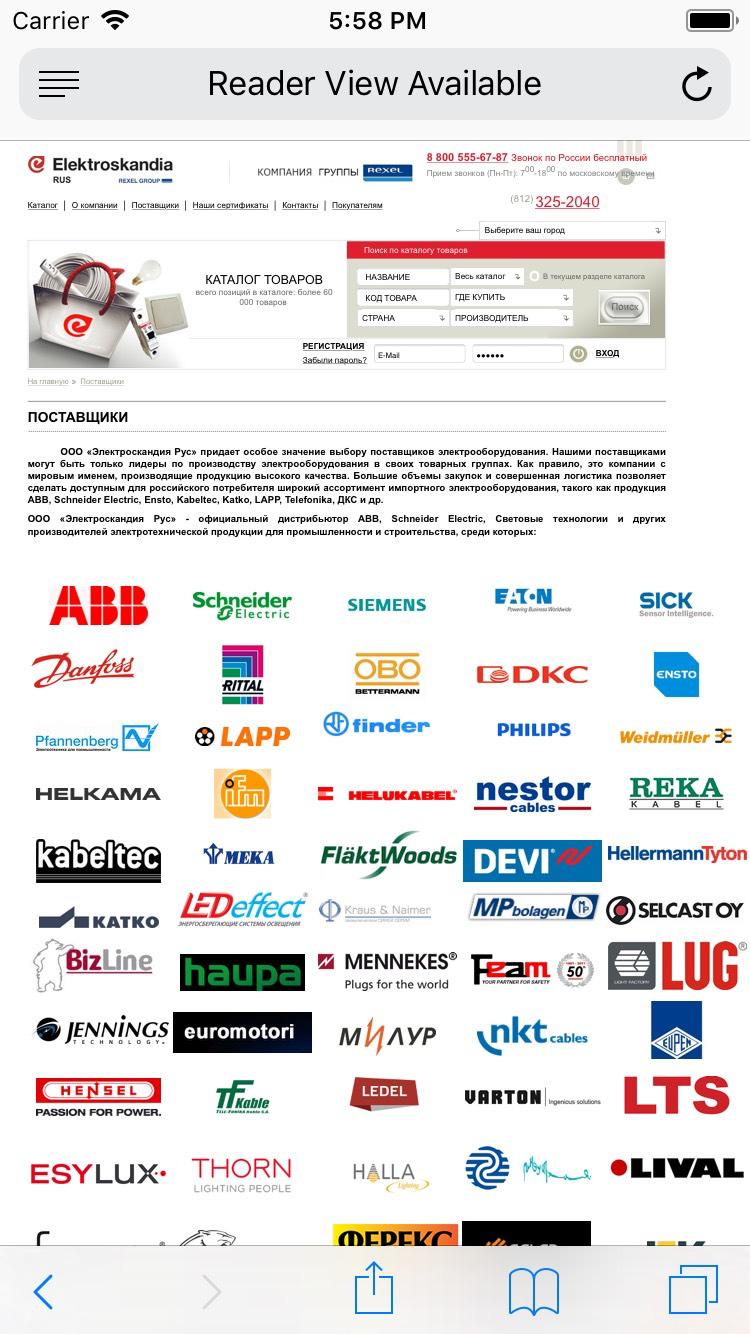 Carrier 5:58 PM
Reader View Available
Elektroskandia
RUS REXEL GROUP
КОМПАНИЯ ГРУППЫ REXEL
8 800 555-67-87 Звонок по России бесплатный
Прием звонков (Пн-Пт): 7:00-18:00 по московскому времени
(812) 325-2040
Каталог | О компании | Поставщики | Наши сертификаты | Контакты | Покупателям
Выберите ваш город
КАТАЛОГ ТОВАРОВ
всего позиций в каталоге: более 60
000 товаров
Поиск по каталогу товаров
НАЗВАНИЕ Весь каталог В текущем разделе каталога
КОД ТОВАРА ГДЕ КУПИТЬ Поиск
СТРАНА ПРОИЗВОДИТЕЛЬ
РЕГИСТРАЦИЯ
Забыли пароль? E-Mail •••••• ВХОД
На главную » Поставщики
ПОСТАВЩИКИ
ООО «Электроскандия Рус» придает особое значение выбору поставщиков электрооборудования. Нашими поставщиками
могут быть только лидеры по производству электрооборудования в своих товарных группах. Как правило, это компании с
мировым именем, производящие продукцию высокого качества. Большие объемы закупок и совершенная логистика позволяет
сделать доступным для российского потребителя широкий ассортимент импортного электрооборудования, такого как продукция
ABB, Schneider Electric, Ensto, Kabeltec, Katko, LAPP, Telefonika, ДКС и др.
ООО «Электроскандия Рус» - официальный дистрибьютор ABB, Schneider Electric, Световые технологии и других
производителей электротехнической продукции для промышленности и строительства, среди которых:
ABB Schneider Electric SIEMENS EATON Powering Business Worldwide SICK Sensor Intelligence.
Danfoss RITTAL OBO BETTERMANN DKC ENSTO
Pfannenberg Электротехника для промышленности LAPP finder PHILIPS Weidmüller
HELKAMA ifm HELUKABEL® nestor cables REKA KABEL
kabeltec MEKA FläktWoods DEVI® HellermannTyton
KATKO LEDeffect® ЭНЕРГОСБЕРЕГАЮЩИЕ СИСТЕМЫ ОСВЕЩЕНИЯ Kraus & Naimer MPbolagen MP SELCAST OY
BizLine haupa MENNEKES® Plugs for the world Feam YOUR PARTNER FOR SAFETY 50 LIGHT FACTORY LUG®
JENNINGS TECHNOLOGY. euromotori МИЛУР nkt cables EUPEN
HENSEL PASSION FOR POWER. TF Kable TELE-FONIKA Kable S.A. LEDEL VARTON Ingenious solutions LTS
ESYLUX THORN LIGHTING PEOPLE HALLA Lighting LIVAL
ФЕРЕКС